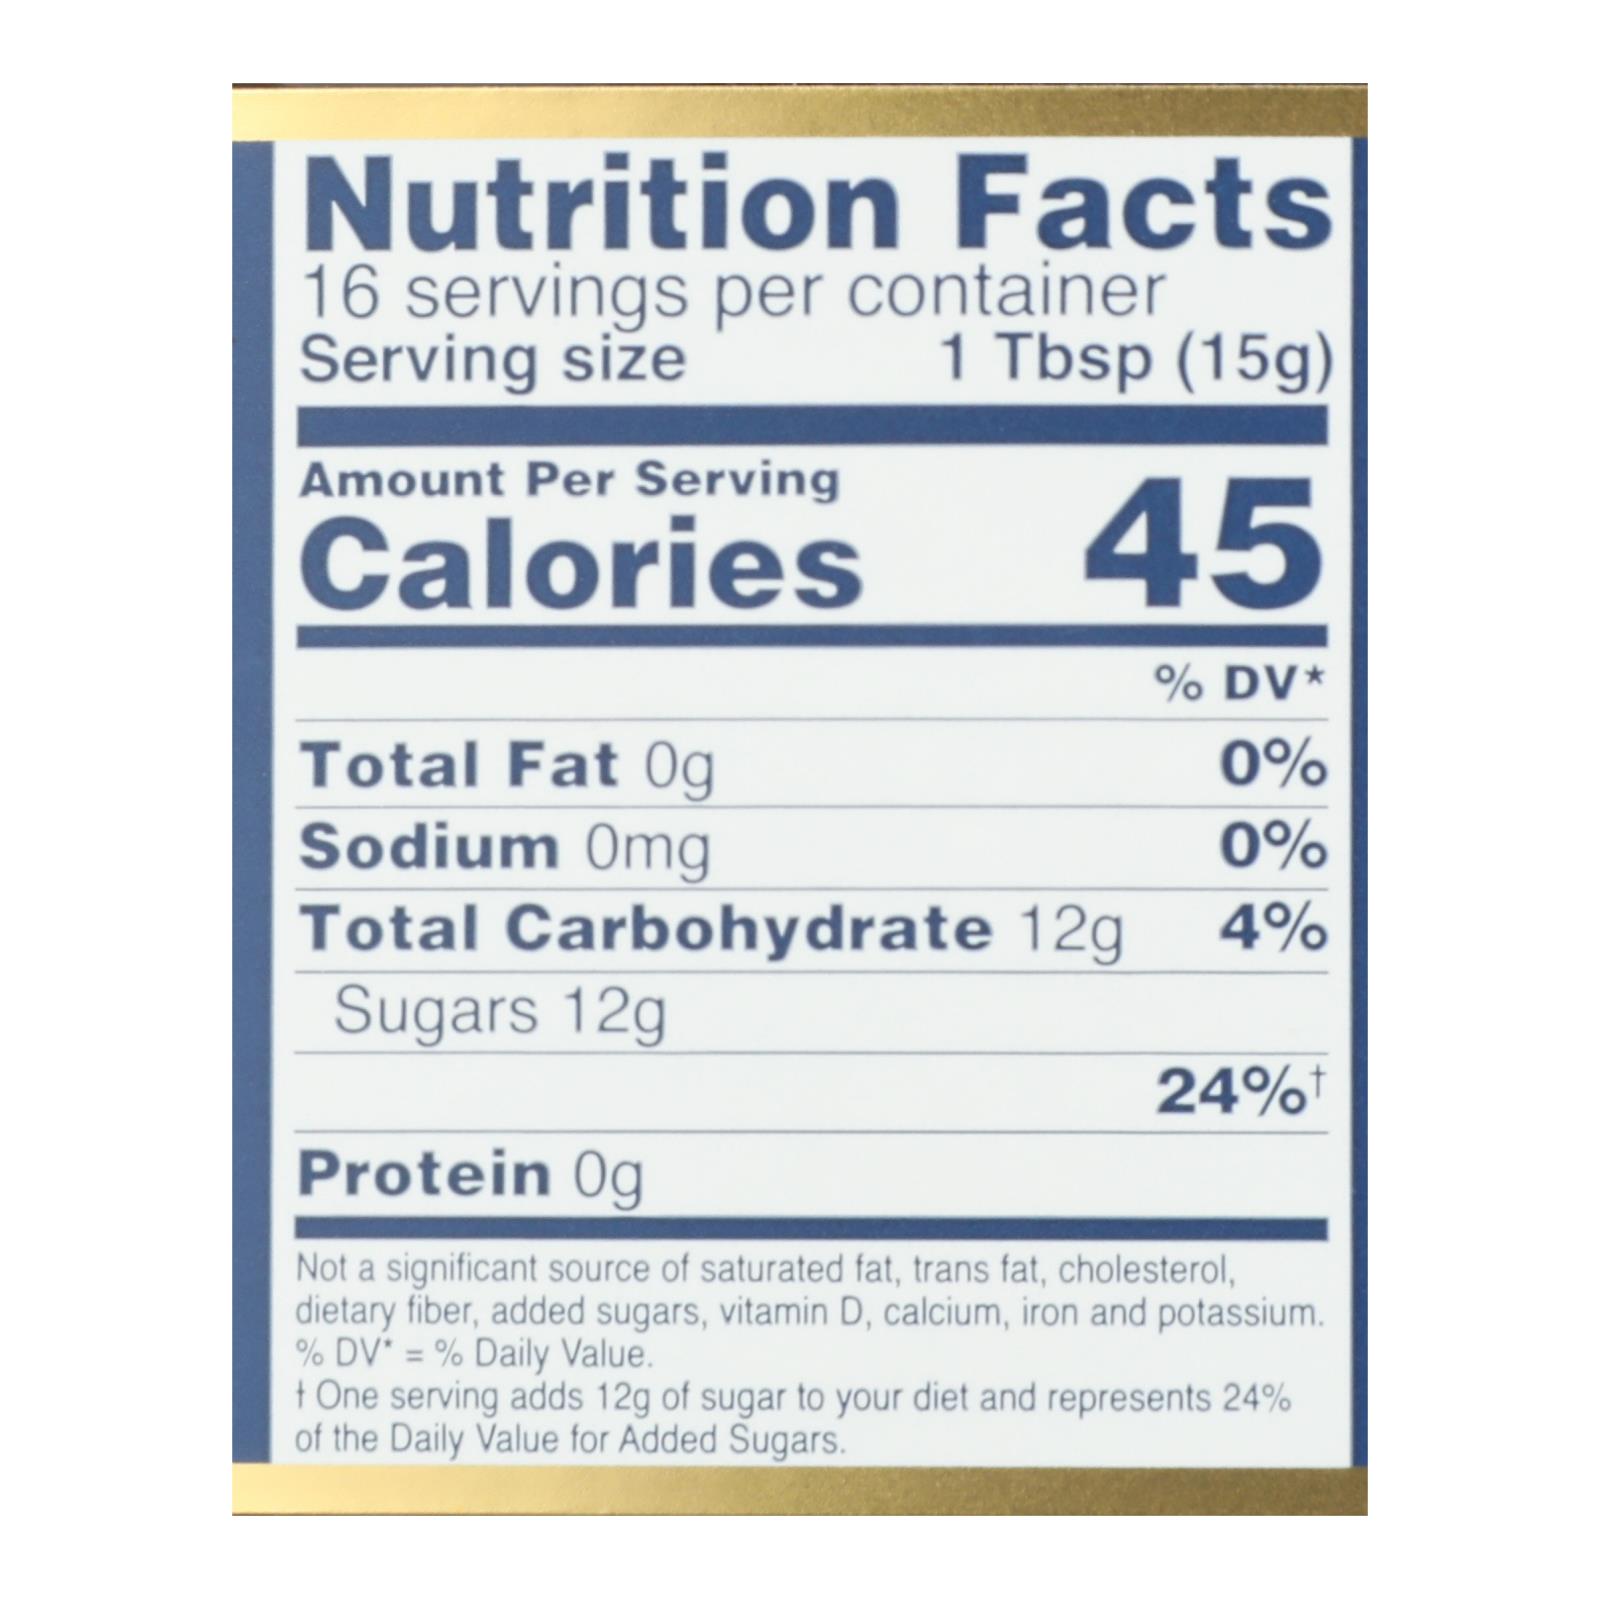 Nutrition Facts
16 servings per container
Serving size 1 Tbsp (15g)
Amount Per Serving
Calories 45
% DV*
Total Fat 0g 0%
Sodium 0mg 0%
Total Carbohydrate 12g 4%
Sugars 12g
24%†
Protein 0g
Not a significant source of saturated fat, trans fat, cholesterol,
dietary fiber, added sugars, vitamin D, calcium, iron and potassium.
% DV* = % Daily Value.
† One serving adds 12g of sugar to your diet and represents 24%
of the Daily Value for Added Sugars.